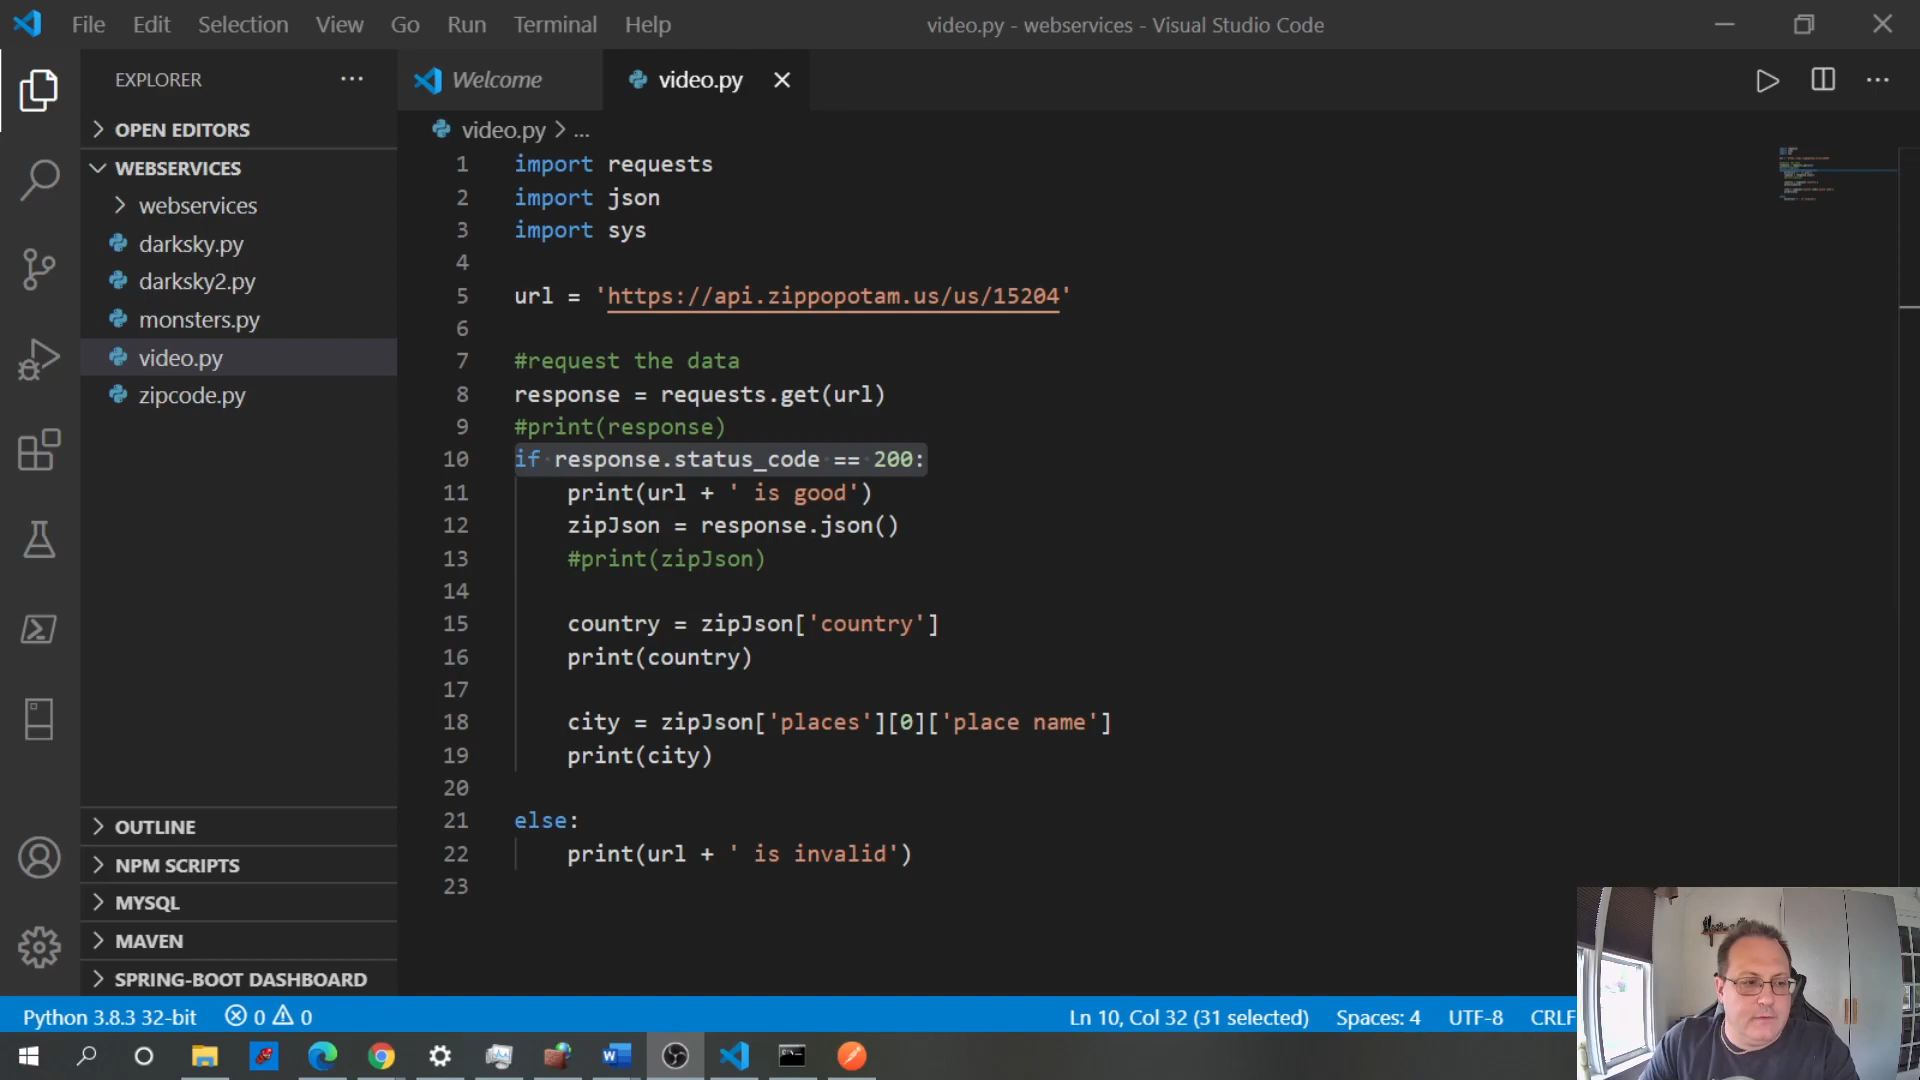 File Edit Selection View Go Run Terminal Help
video.py - webservices - Visual Studio Code
EXPLORER
OPEN EDITORS
WEBSERVICES
webservices
darksky.py
darksky2.py
monsters.py
video.py
zipcode.py
OUTLINE
NPM SCRIPTS
MYSQL
MAVEN
SPRING-BOOT DASHBOARD
Welcome
video.py
video.py > ...
1 import requests
2 import json
3 import sys
4
5 url = 'https://api.zippopotam.us/us/15204'
6
7 #request the data
8 response = requests.get(url)
9 #print(response)
10 if response.status_code == 200:
11 print(url + ' is good')
12 zipJson = response.json()
13 #print(zipJson)
14
15 country = zipJson['country']
16 print(country)
17
18 city = zipJson['places'][0]['place name']
19 print(city)
20
21 else:
22 print(url + ' is invalid')
23
Python 3.8.3 32-bit 0 0 Ln 10, Col 32 (31 selected) Spaces: 4 UTF-8 CRLF